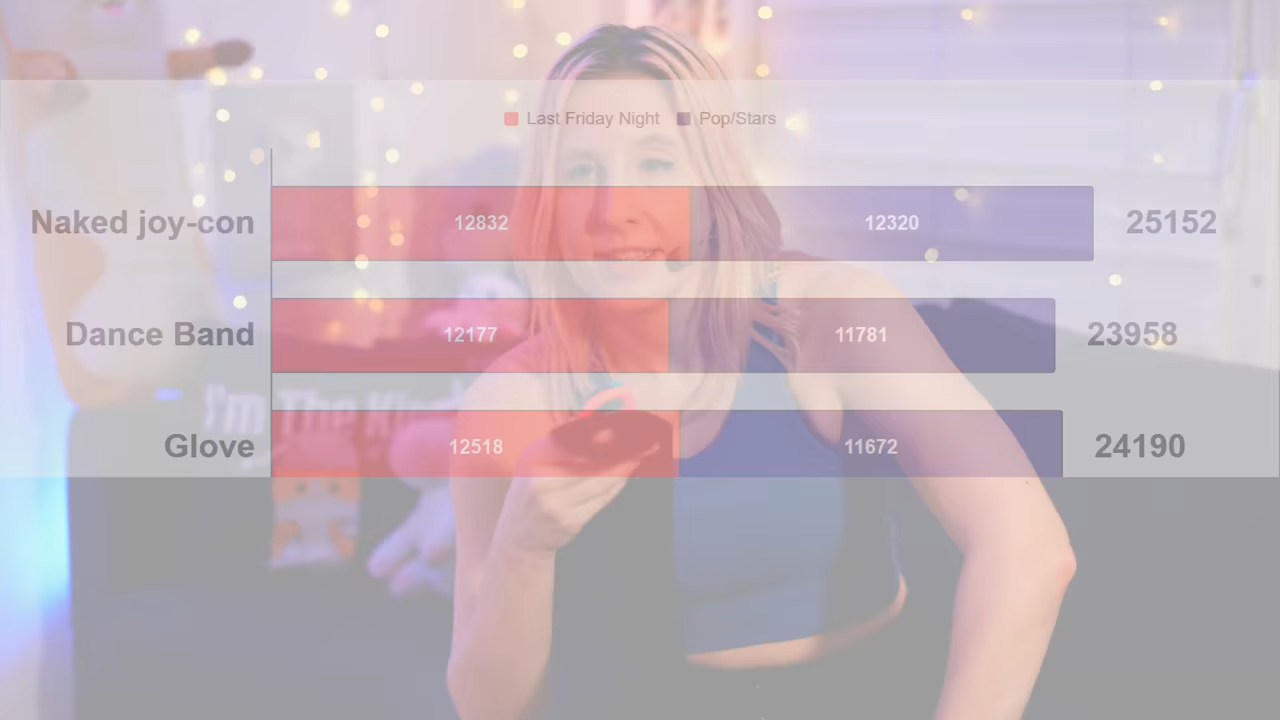 Last Friday Night Pop/Stars
Naked joy-con 12832 12320 25152
Dance Band 12177 11781 23958
I'm The
Glove 12518 11672 24190